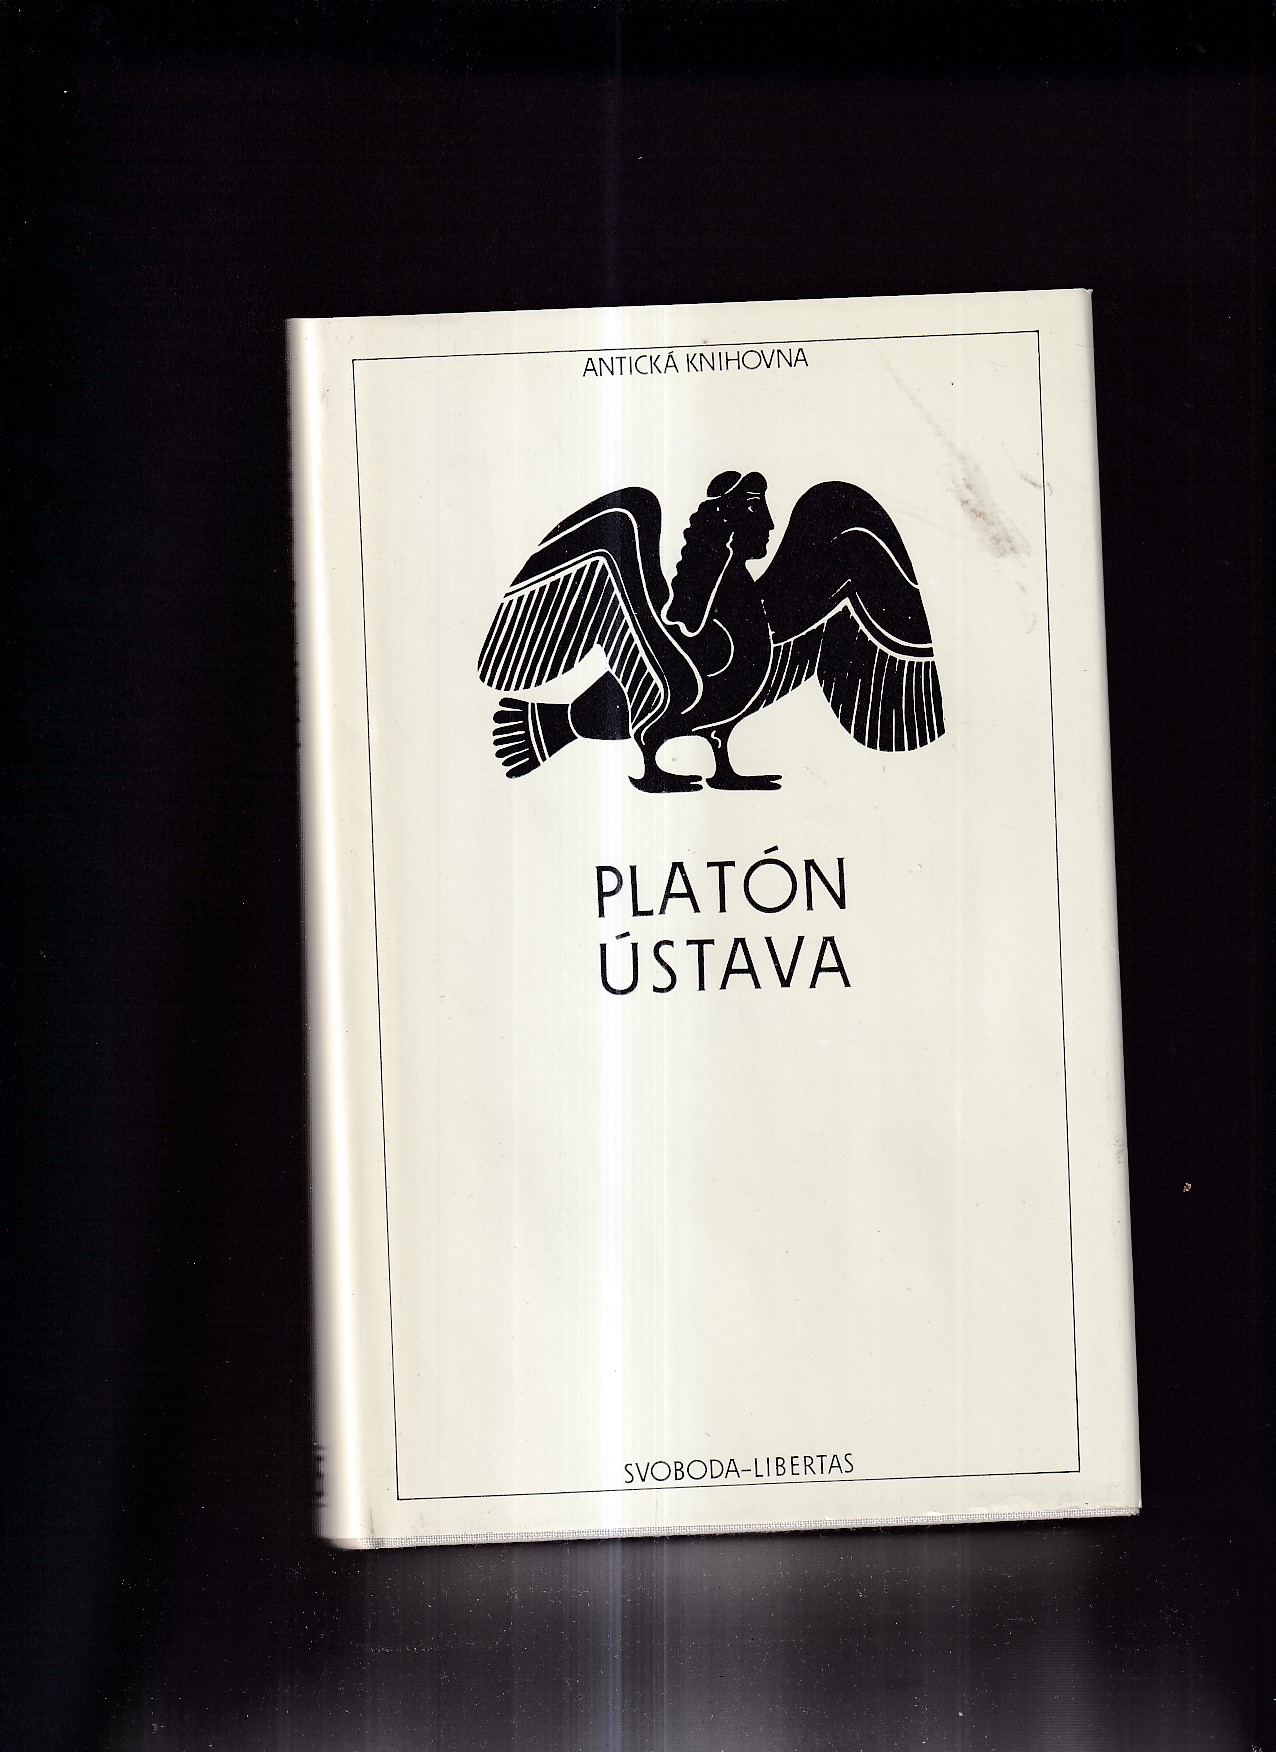 ANTICKÁ KNIHOVNA
PLATÓN
ÚSTAVA
SVOBODA–LIBERTAS